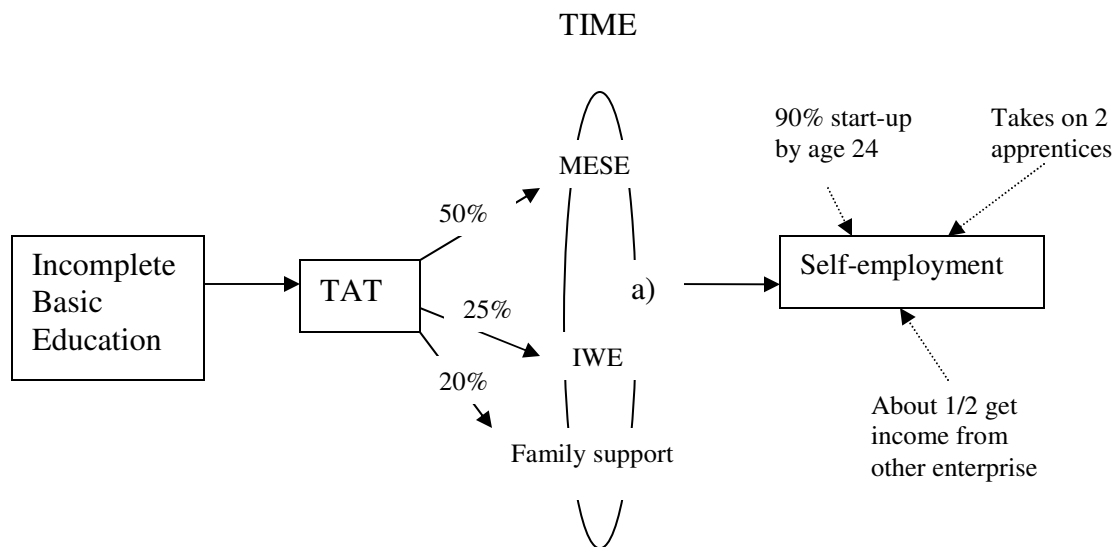 TIME
90% start-up
by age 24
Takes on 2
apprentices
MESE
50%
Incomplete
Basic
Education
TAT
a)
Self-employment
25%
IWE
20%
Family support
About 1/2 get
income from
other enterprise